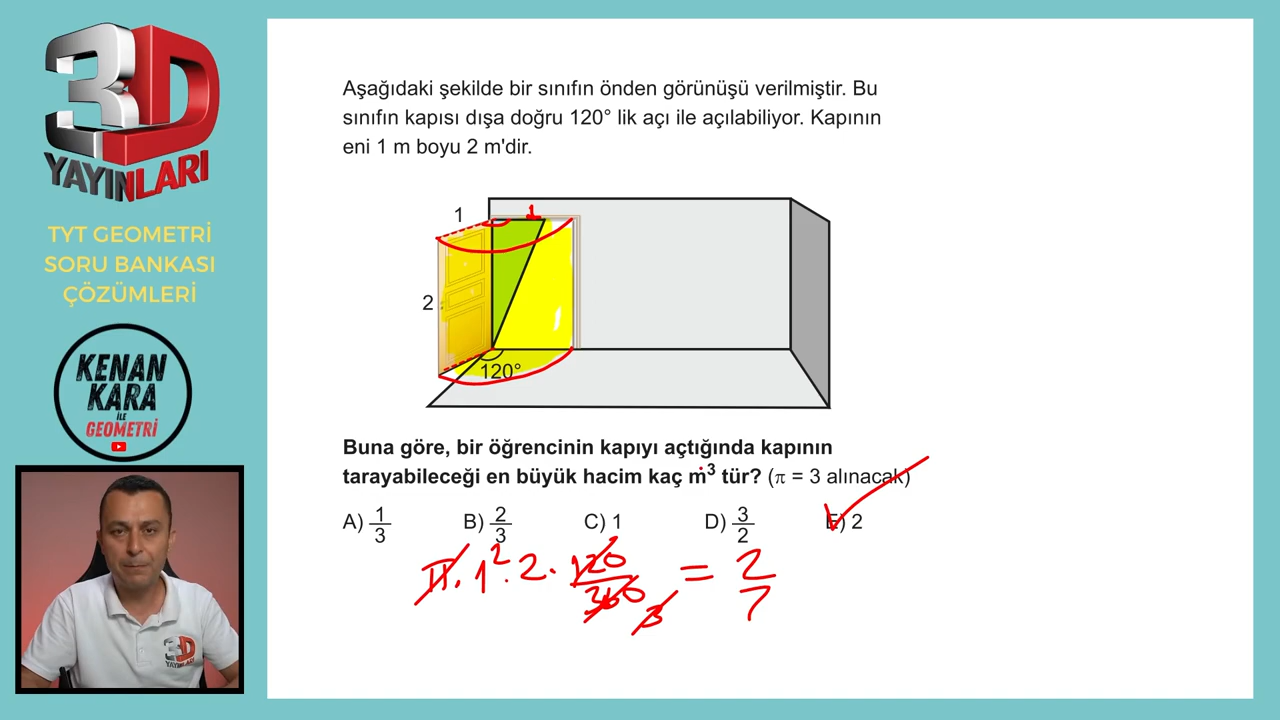 3D
YAYINLARI
TYT GEOMETRİ
SORU BANKASI
ÇÖZÜMLERİ
KENAN
KARA
İLE
GEOMETRİ
3D
YAYINLARI
Aşağıdaki şekilde bir sınıfın önden görünüşü verilmiştir. Bu
sınıfın kapısı dışa doğru 120° lik açı ile açılabiliyor. Kapının
eni 1 m boyu 2 m'dir.
1
1
2
120°
Buna göre, bir öğrencinin kapıyı açtığında kapının
tarayabileceği en büyük hacim kaç m³ tür? (π = 3 alınacak)
A) 1/3 B) 2/3 C) 1 D) 3/2 E) 2
π · 1² · 2 · 120/360 3 = 2/